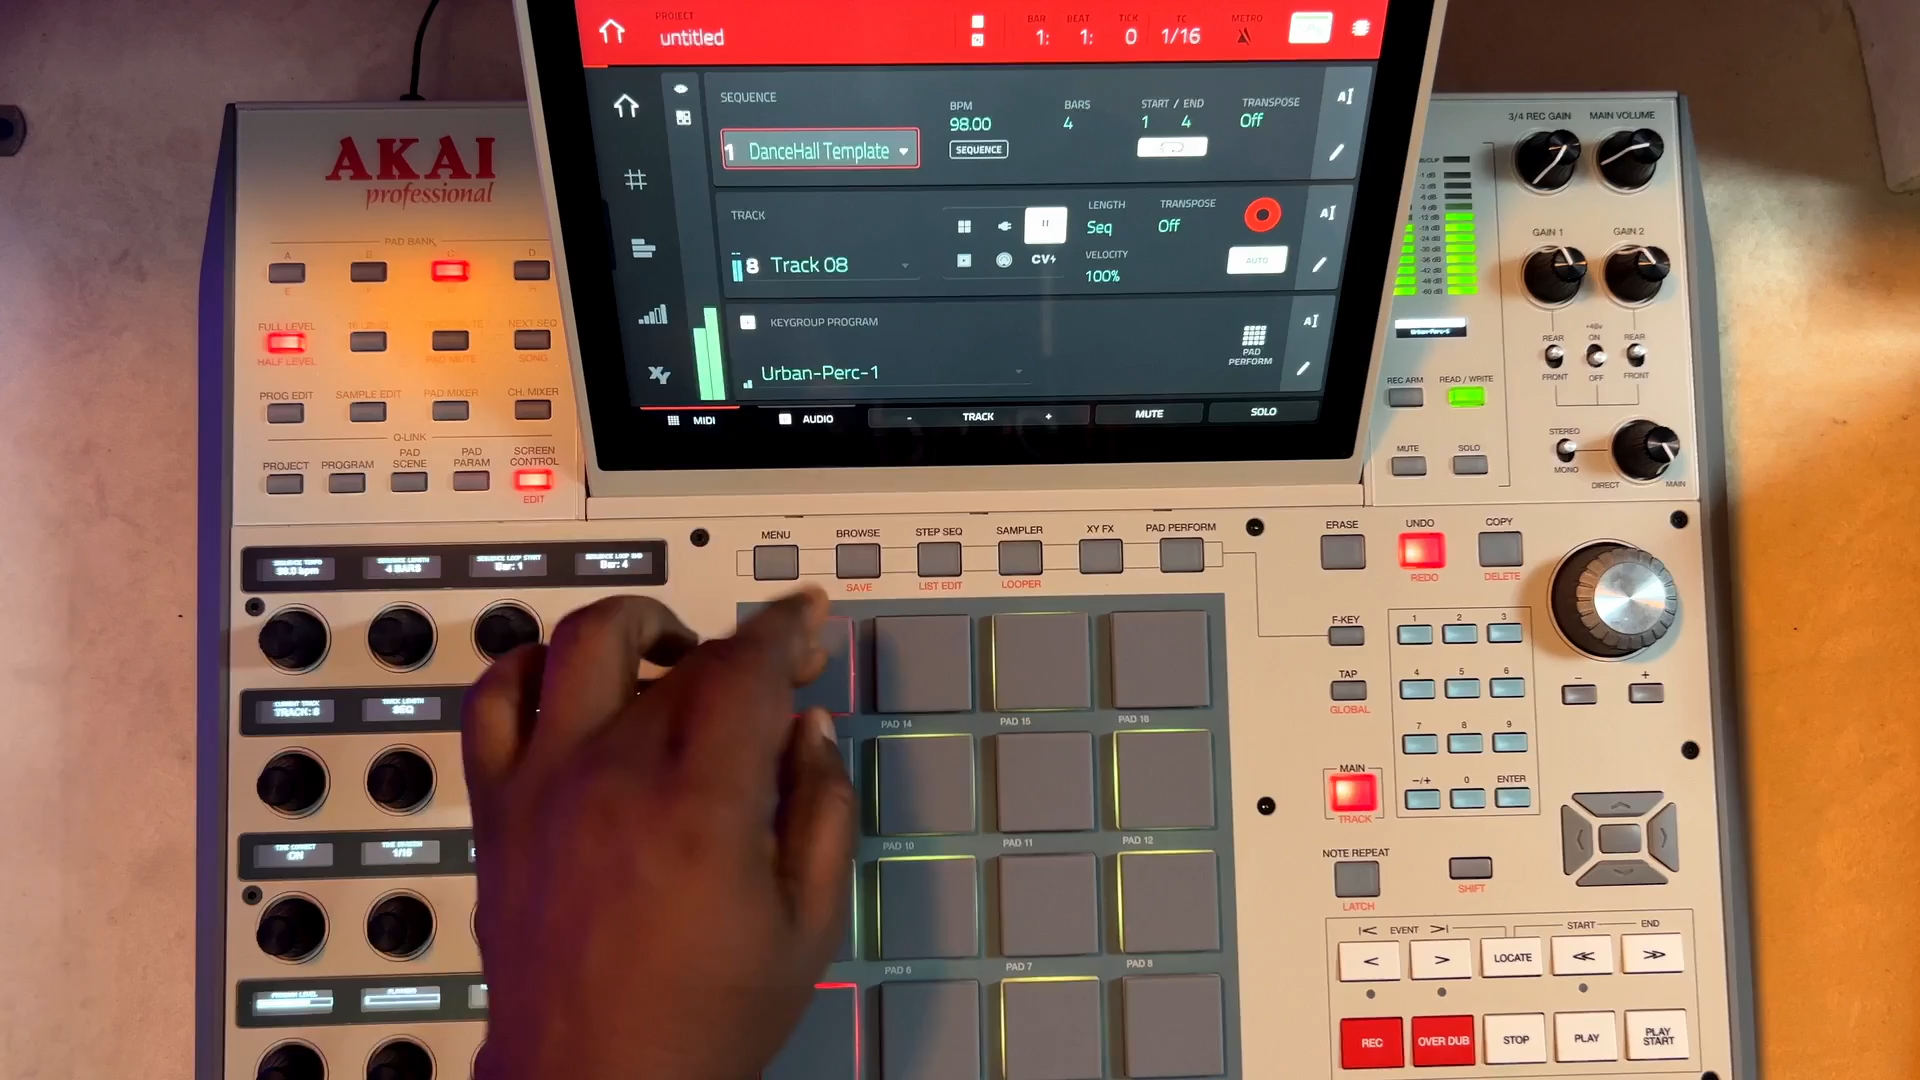 PROJECT
untitled
BAR
BEAT
TICK
TC
METRO
1:
1:
0
1/16
SEQUENCE
1 DanceHall Template
BPM
98.00
SEQUENCE
BARS
4
START / END
1 4
TRANSPOSE
Off
TRACK
8 Track 08
CV
LENGTH
Seq
VELOCITY
100%
TRANSPOSE
Off
AUTO
KEYGROUP PROGRAM
Urban-Perc-1
PAD
PERFORM
MIDI
AUDIO
- TRACK +
MUTE
SOLO
AKAI
professional
PAD BANK
A
B
C
D
E
H
FULL LEVEL
HALF LEVEL
16 LEVEL
PAD MUTE
NEXT SEQ
SONG
PROG EDIT
SAMPLE EDIT
PAD MIXER
CH. MIXER
Q-LINK
PROJECT
PROGRAM
PAD
SCENE
PAD
PARAM
SCREEN
CONTROL
EDIT
4 BARS
Bar: 1
Bar: 4
TRACK: 8
SEQ
ON
1/16
MENU
BROWSE
SAVE
STEP SEQ
LIST EDIT
SAMPLER
LOOPER
XY FX
PAD PERFORM
PAD 14
PAD 15
PAD 16
PAD 10
PAD 11
PAD 12
PAD 6
PAD 7
PAD 8
3/4 REC GAIN
MAIN VOLUME
GAIN 1
GAIN 2
REAR
FRONT
+48v
ON
OFF
REAR
FRONT
REC ARM
READ / WRITE
MUTE
SOLO
STEREO
MONO
DIRECT
MAIN
ERASE
UNDO
REDO
COPY
DELETE
F-KEY
TAP
GLOBAL
1
2
3
4
5
6
7
8
9
-/+
0
ENTER
-
+
MAIN
TRACK
NOTE REPEAT
LATCH
SHIFT
|< EVENT >|
START
END
<
>
LOCATE
<<
>>
REC
OVER DUB
STOP
PLAY
PLAY
START